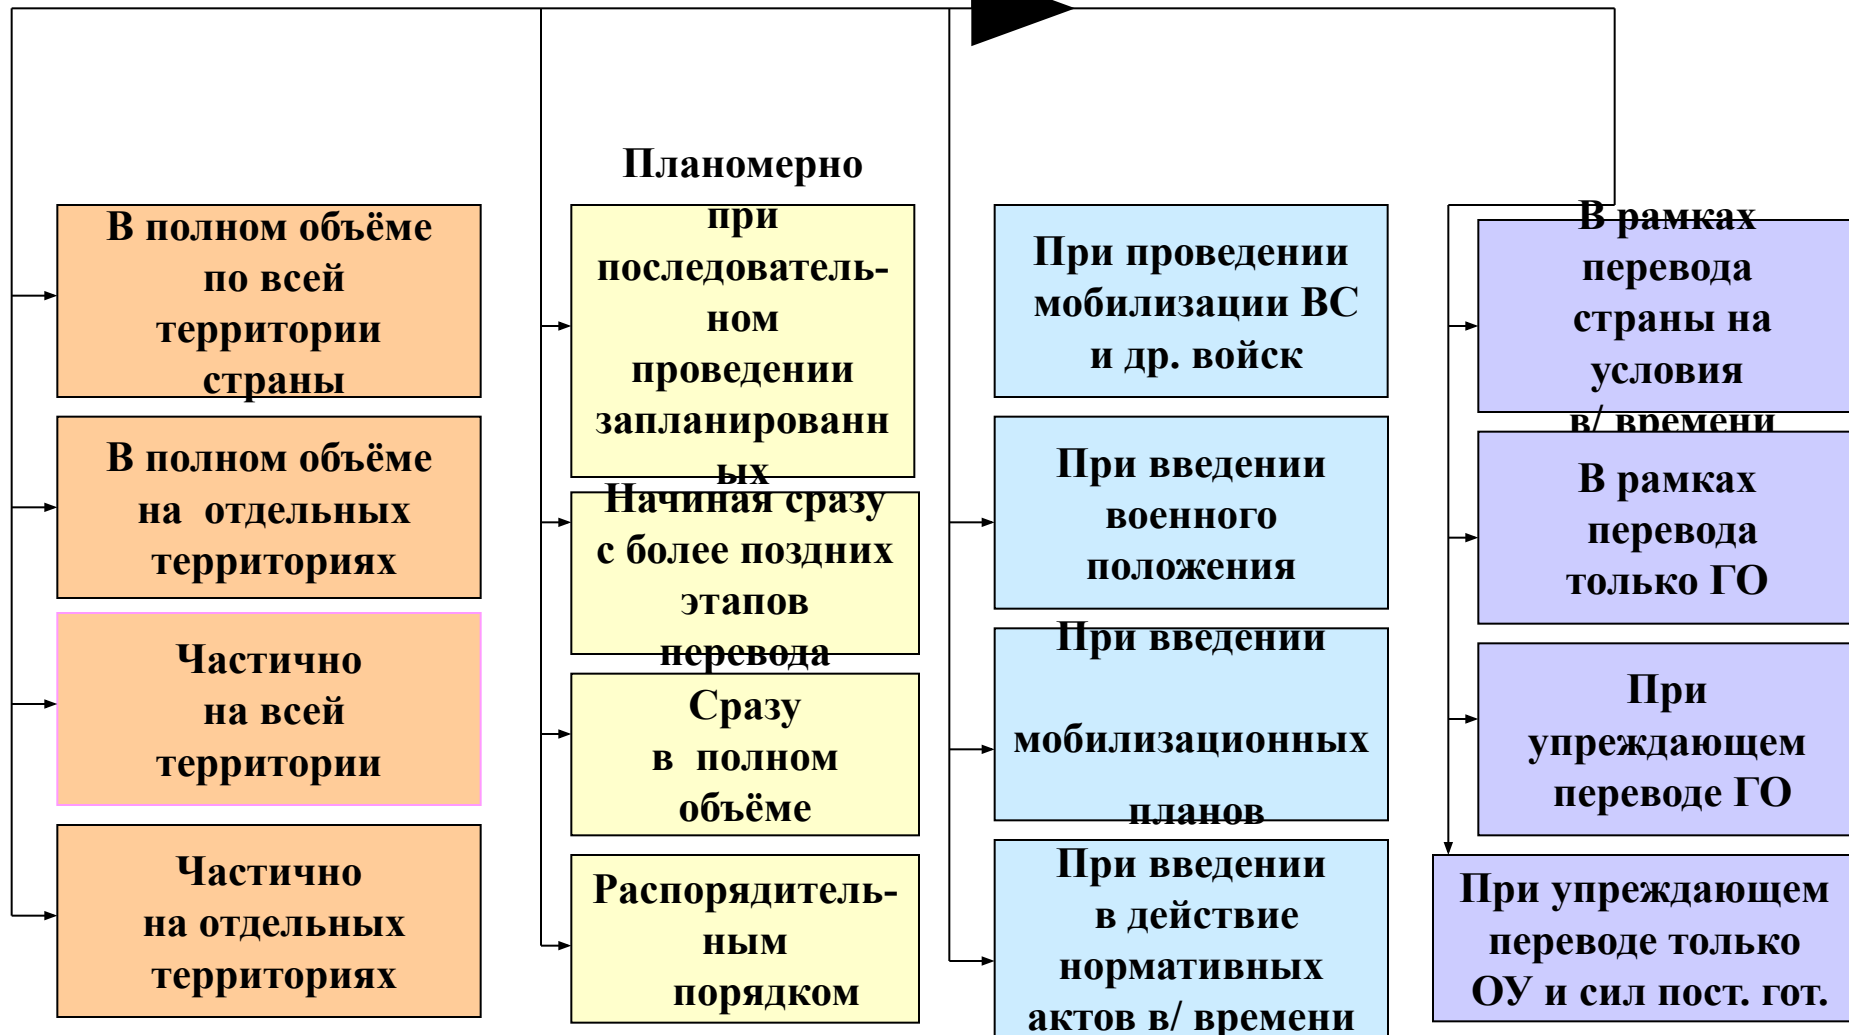 В полном объёме
по всей
территории
страны
В полном объёме
на отдельных
территориях
Частично
на всей
территории
Частично
на отдельных
территориях
Планомерно
при
последователь-
ном
проведении
запланированн
ых
Начиная сразу
с более поздних
этапов
перевода
Сразу
в полном
объёме
Распорядитель-
ным
порядком
При проведении
мобилизации ВС
и др. войск
При введении
военного
положения
При введении
мобилизационных
планов
При введении
в действие
нормативных
актов в/ времени
В рамках
перевода
страны на
условия
в/ времени
В рамках
перевода
только ГО
При
упреждающем
переводе ГО
При упреждающем
переводе только
ОУ и сил пост. гот.